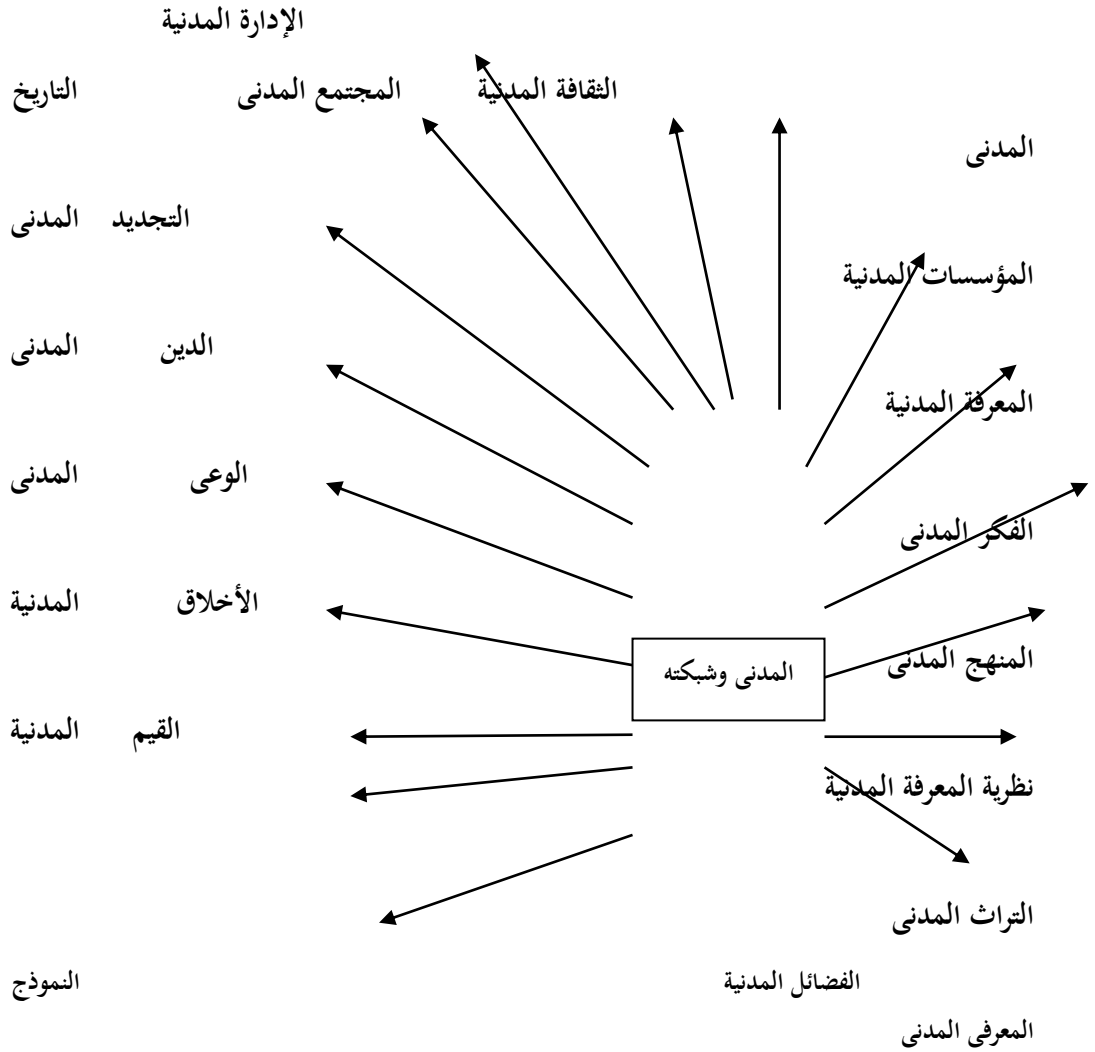 الإدارة المدنية
الثقافة المدنية المجتمع المدنى التاريخ
المدنى
التجديد المدنى
المؤسسات المدنية
الدين المدنى
المعرفة المدنية
الوعى المدنى
الفكر المدنى
الأخلاق المدنية
المنهج المدنى
المدنى وشبكته
القيم المدنية
نظرية المعرفة المدنية
التراث المدنى
الفضائل المدنية النموذج
المعرفى المدنى